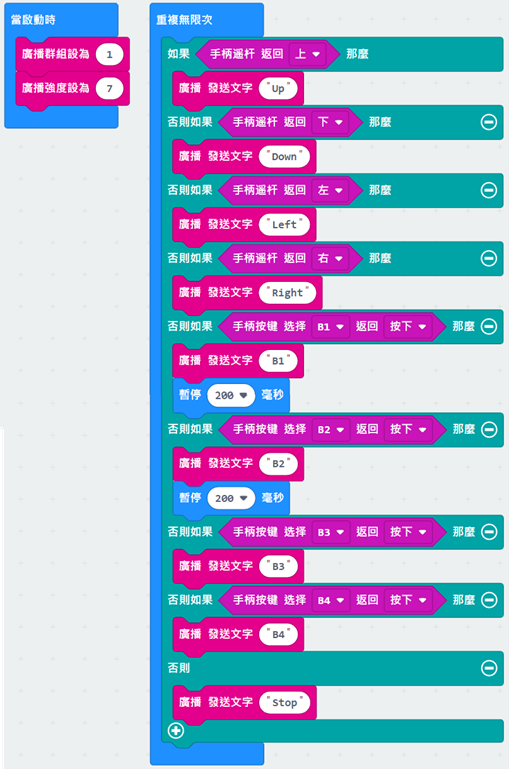 當啟動時
廣播群組設為 1
廣播強度設為 7
重複無限次
如果 手柄遥杆 返回 上 那麼
廣播 發送文字 "Up"
否則如果 手柄遥杆 返回 下 那麼
廣播 發送文字 "Down"
否則如果 手柄遥杆 返回 左 那麼
廣播 發送文字 "Left"
否則如果 手柄遥杆 返回 右 那麼
廣播 發送文字 "Right"
否則如果 手柄按键 选择 B1 返回 按下 那麼
廣播 發送文字 "B1"
暫停 200 毫秒
否則如果 手柄按键 选择 B2 返回 按下 那麼
廣播 發送文字 "B2"
暫停 200 毫秒
否則如果 手柄按键 选择 B3 返回 按下 那麼
廣播 發送文字 "B3"
否則如果 手柄按键 选择 B4 返回 按下 那麼
廣播 發送文字 "B4"
否則
廣播 發送文字 "Stop"